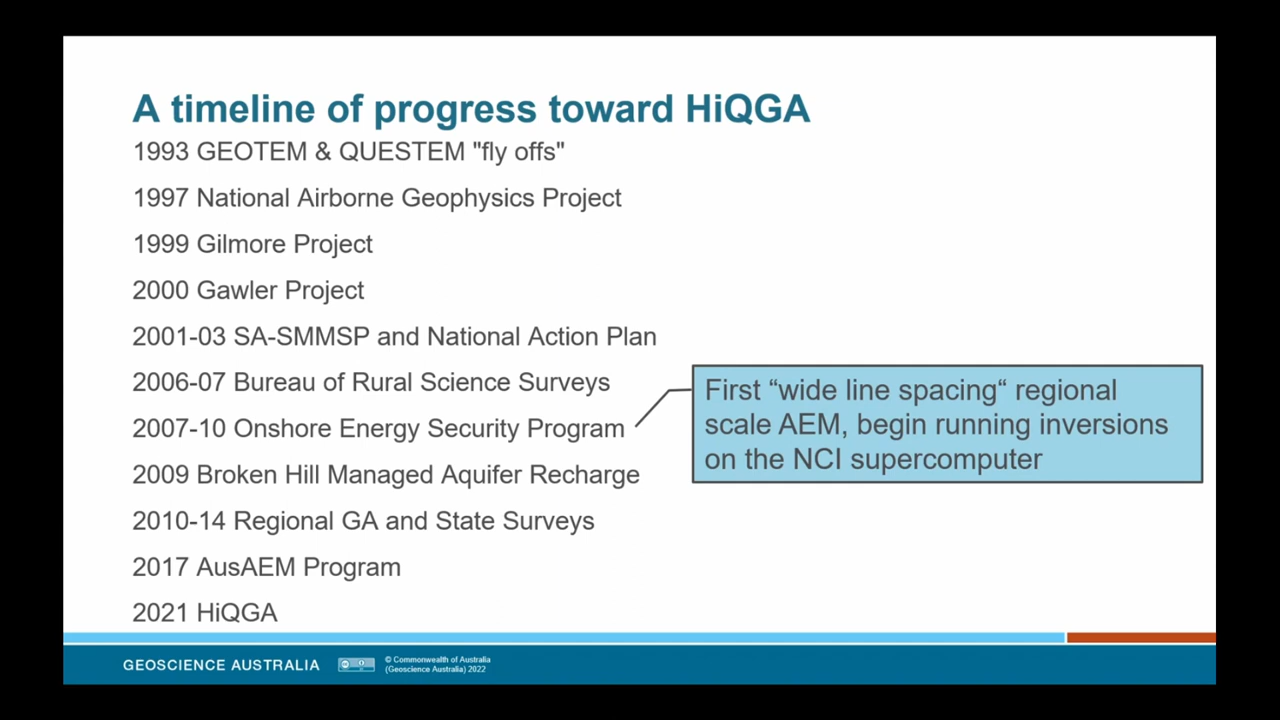 A timeline of progress toward HiQGA
1993 GEOTEM & QUESTEM "fly offs"
1997 National Airborne Geophysics Project
1999 Gilmore Project
2000 Gawler Project
2001-03 SA-SMMSP and National Action Plan
2006-07 Bureau of Rural Science Surveys
2007-10 Onshore Energy Security Program
First “wide line spacing“ regional
scale AEM, begin running inversions
on the NCI supercomputer
2009 Broken Hill Managed Aquifer Recharge
2010-14 Regional GA and State Surveys
2017 AusAEM Program
2021 HiQGA
GEOSCIENCE AUSTRALIA
© Commonwealth of Australia
(Geoscience Australia) 2022